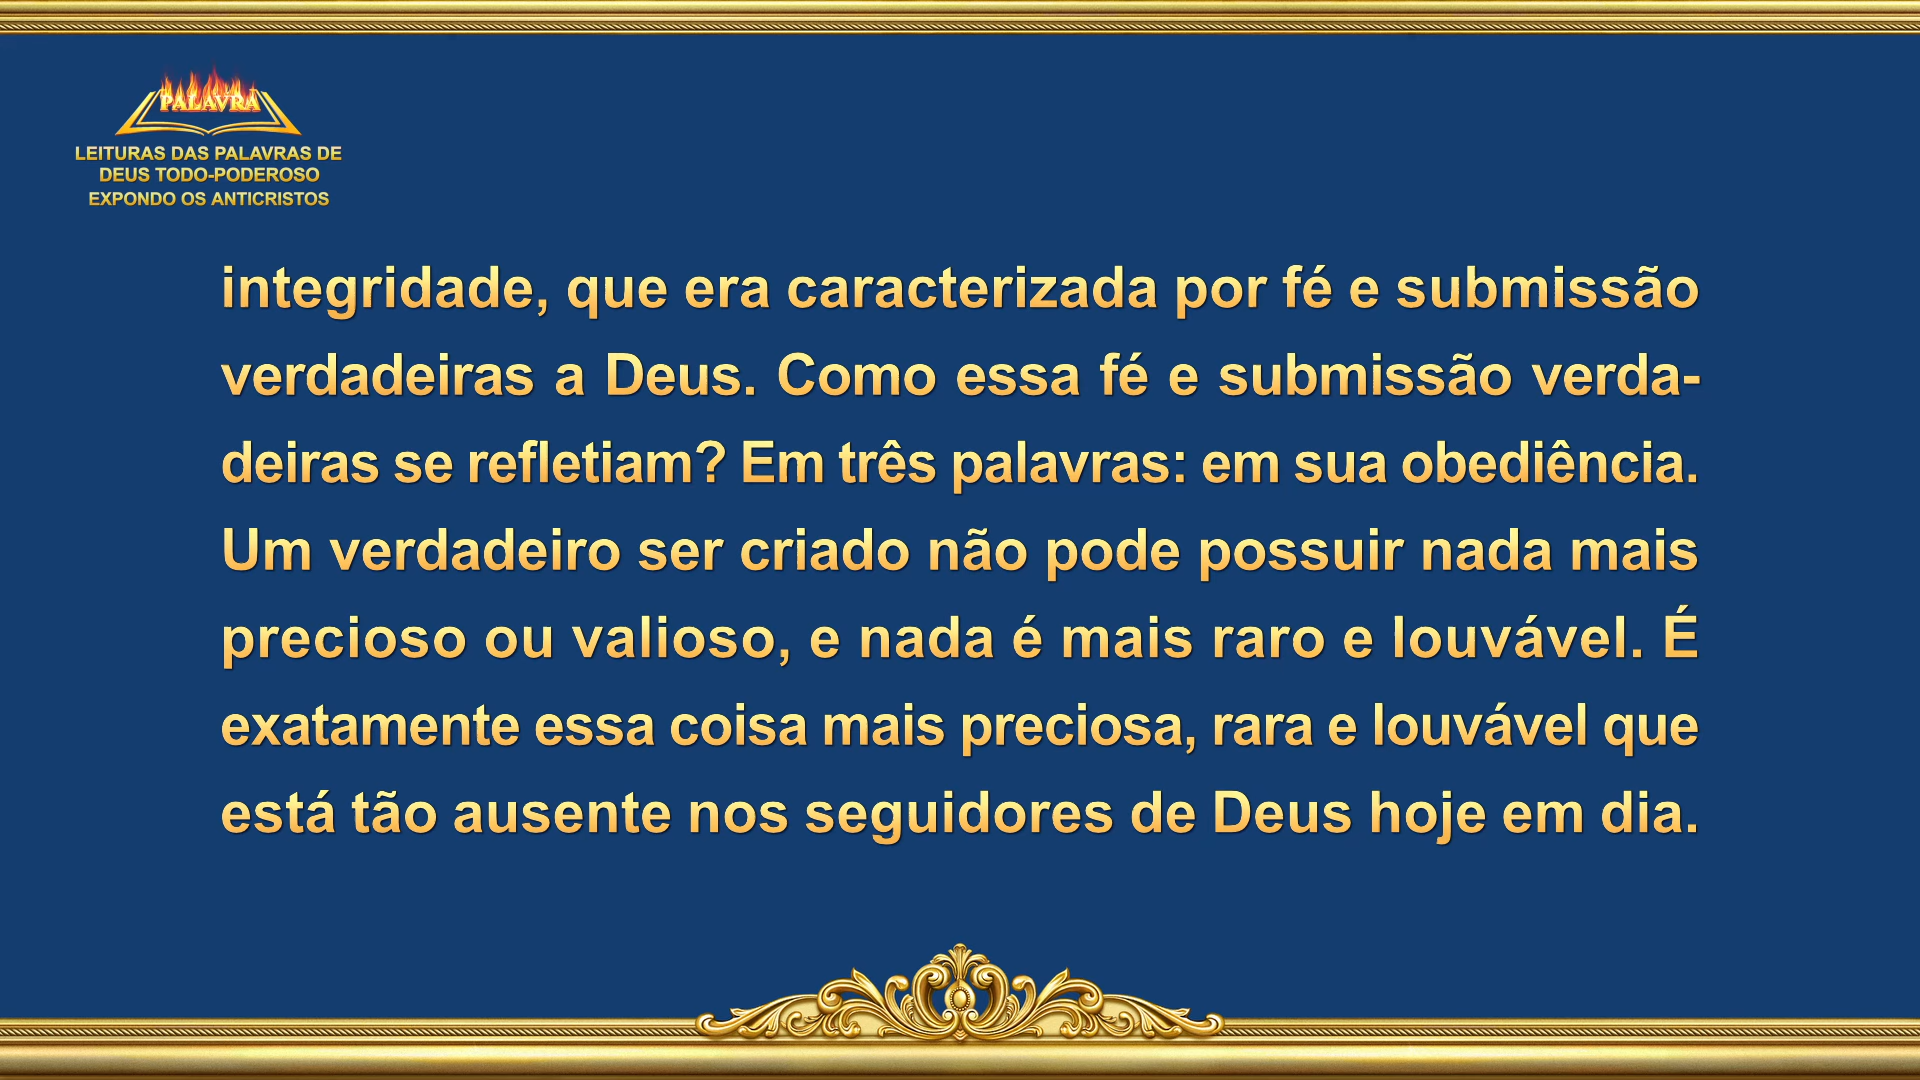 PALAVRA
LEITURAS DAS PALAVRAS DE
DEUS TODO-PODEROSO
EXPONDO OS ANTICRISTOS
integridade, que era caracterizada por fé e submissão
verdadeiras a Deus. Como essa fé e submissão verda-
deiras se refletiam? Em três palavras: em sua obediência.
Um verdadeiro ser criado não pode possuir nada mais
precioso ou valioso, e nada é mais raro e louvável. É
exatamente essa coisa mais preciosa, rara e louvável que
está tão ausente nos seguidores de Deus hoje em dia.